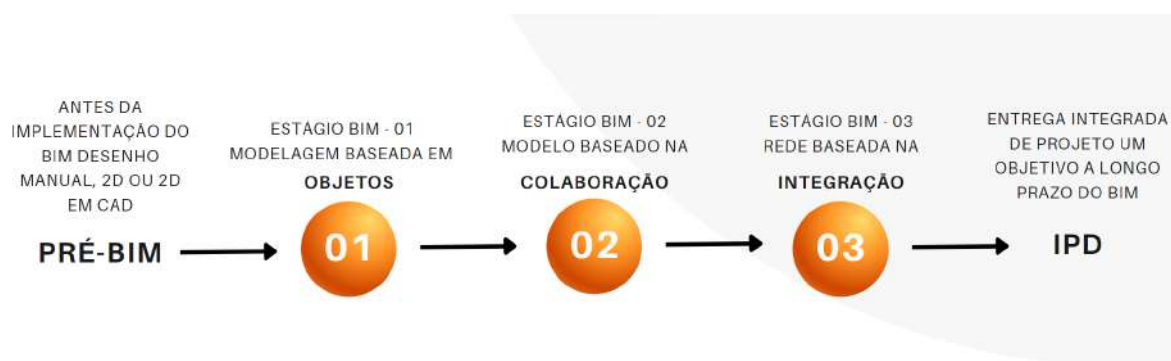 ANTES DA
IMPLEMENTAÇÃO DO
BIM DESENHO
MANUAL, 2D OU 2D
EM CAD
PRÉ-BIM
ESTÁGIO BIM - 01
MODELAGEM BASEADA EM
OBJETOS
01
ESTÁGIO BIM - 02
MODELO BASEADO NA
COLABORAÇÃO
02
ESTÁGIO BIM - 03
REDE BASEADA NA
INTEGRAÇÃO
03
ENTREGA INTEGRADA
DE PROJETO UM
OBJETIVO A LONGO
PRAZO DO BIM
IPD